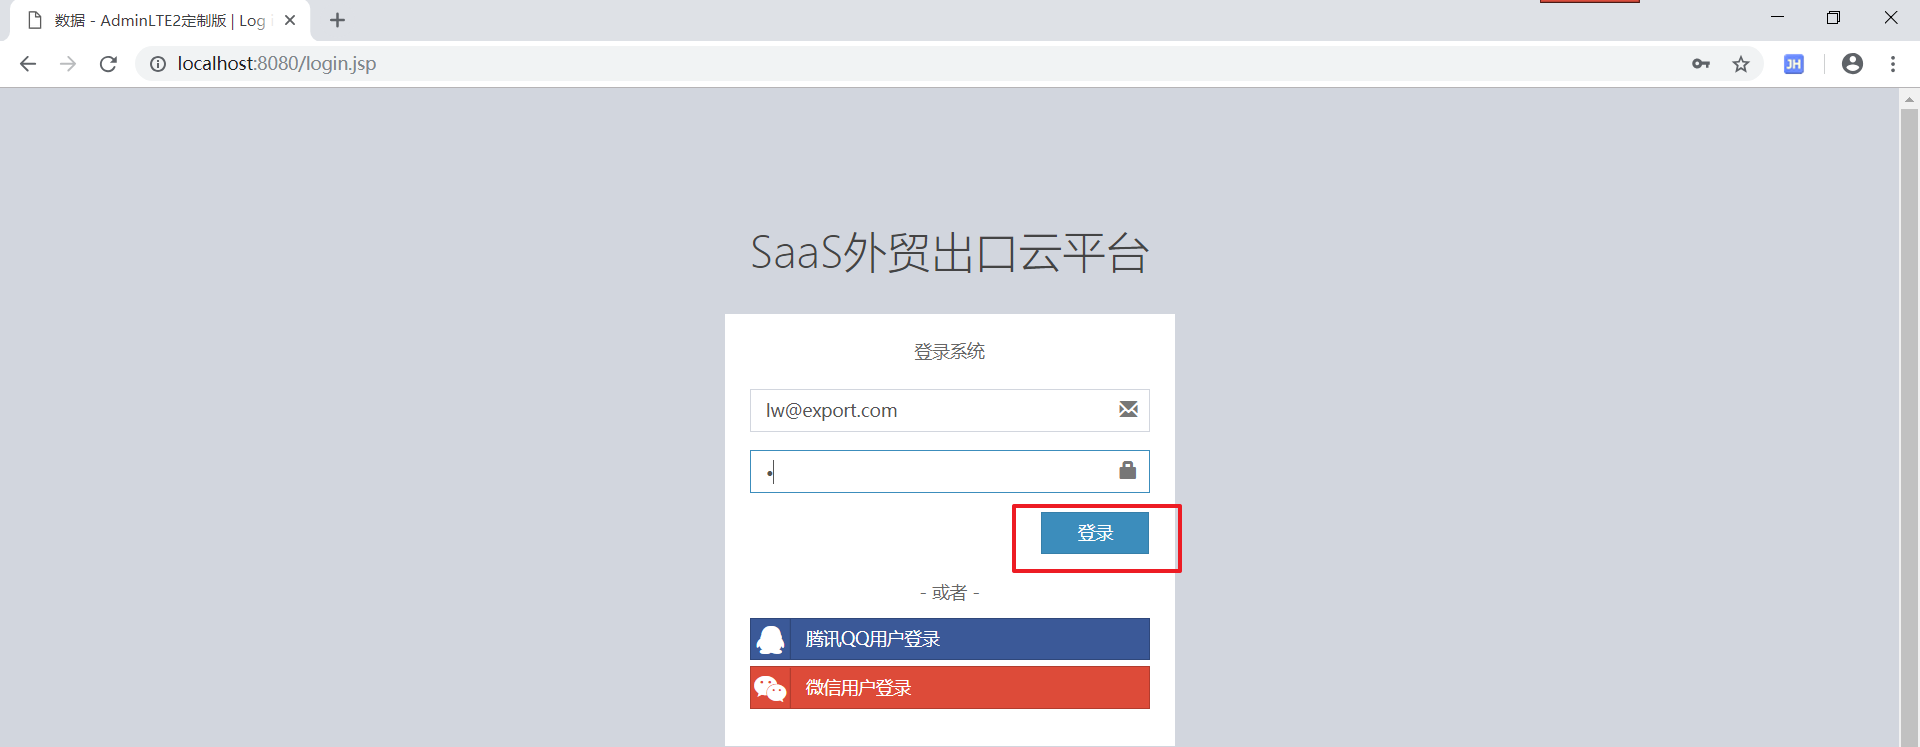 数据 - AdminLTE2定制版 | Log
localhost:8080/login.jsp
JH
SaaS外贸出口云平台
登录系统
lw@export.com
登录
- 或者 -
腾讯QQ用户登录
微信用户登录